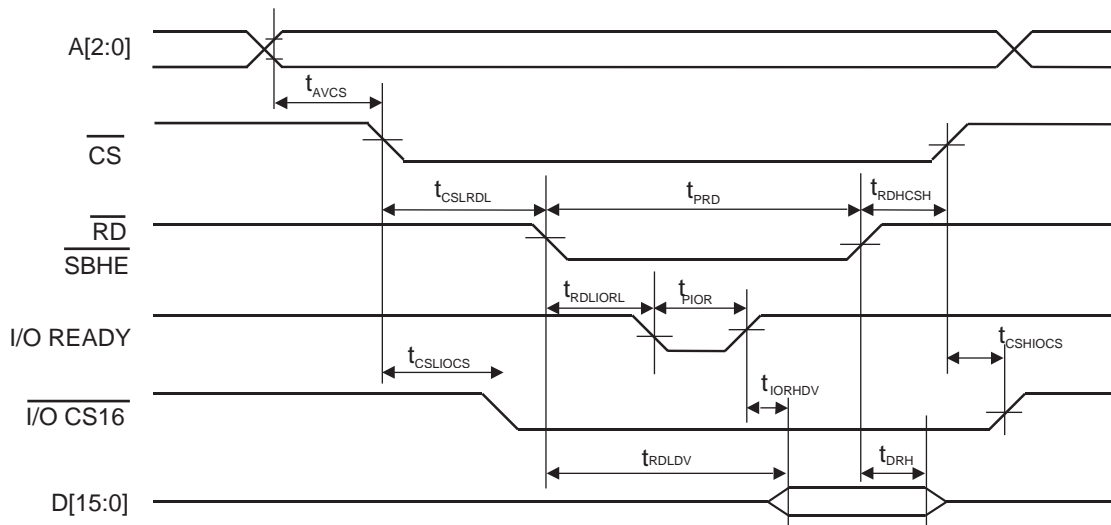 A[2:0]
tAVCS
CS
tCSLRDL
tPRD
tRDHCSH
RD
SBHE
tRDLIORL
tPIOR
I/O READY
tCSLIOCS
tCSHIOCS
tIORHDV
I/O CS16
tRDLDV
tDRH
D[15:0]